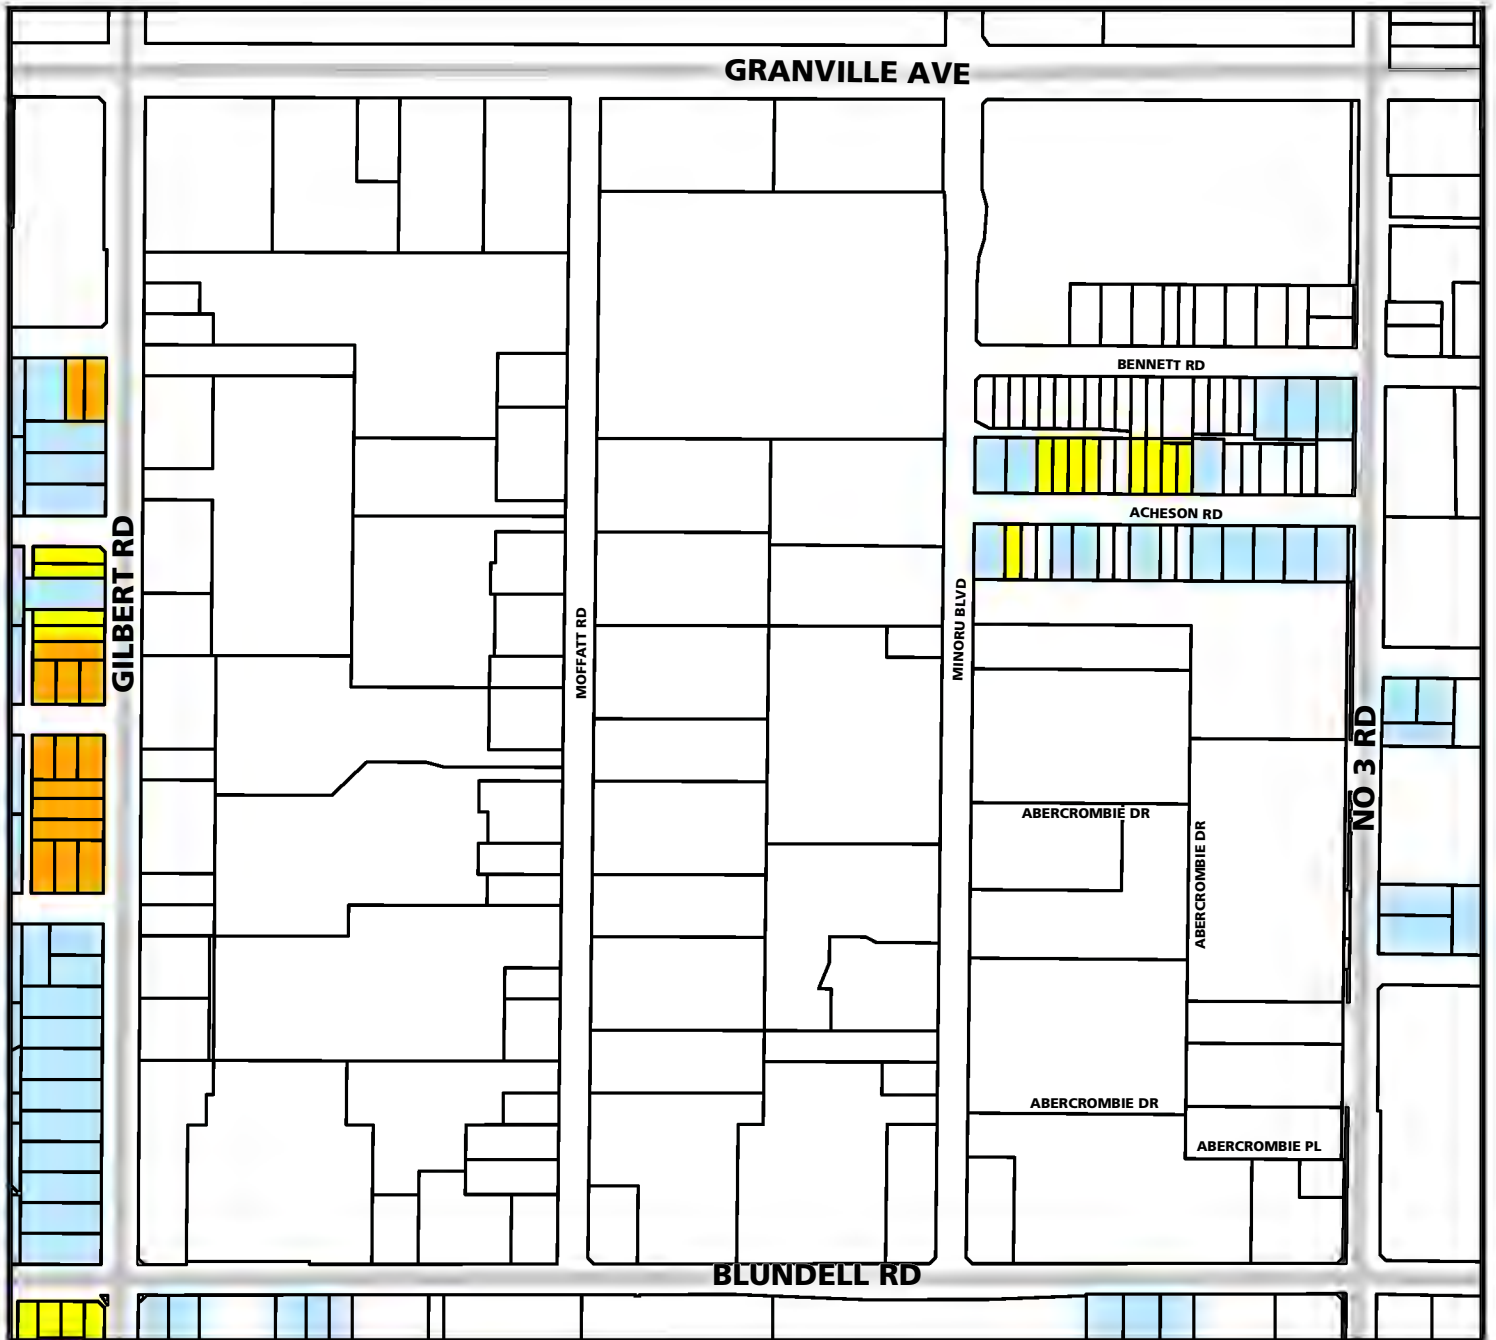 GRANVILLE AVE
BENNETT RD
ACHESON RD
GILBERT RD
MOFFATT RD
MINORU BLVD
NO 3 RD
ABERCROMBIE DR
ABERCROMBIE DR
ABERCROMBIE DR
ABERCROMBIE PL
BLUNDELL RD